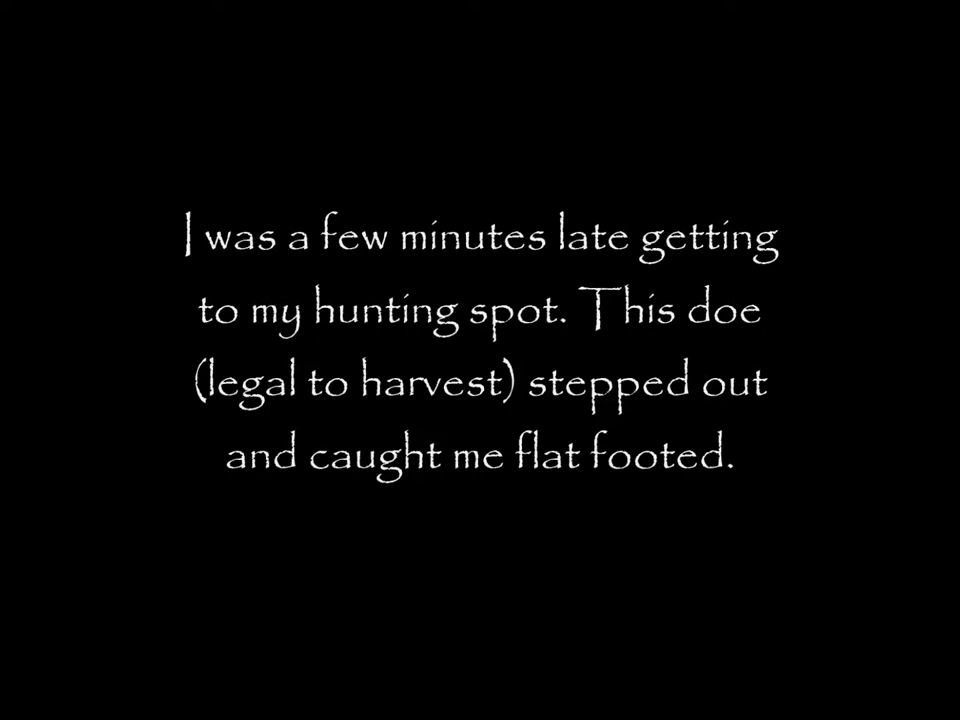 I was a few minutes late getting
to my hunting spot. This doe
(legal to harvest) stepped out
and caught me flat footed.